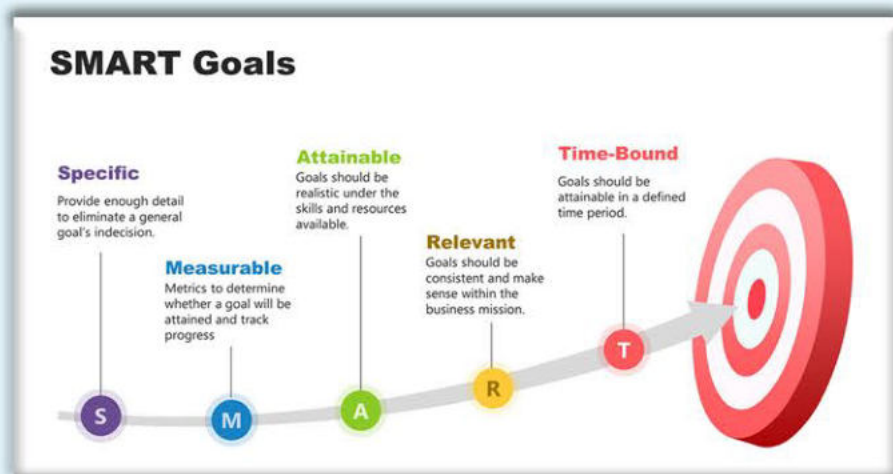 SMART Goals
Specific
Provide enough detail
to eliminate a general
goal's indecision.
Measurable
Metrics to determine
whether a goal will be
attained and track
progress
Attainable
Goals should be
realistic under the
skills and resources
available.
Relevant
Goals should be
consistent and make
sense within the
business mission.
Time-Bound
Goals should be
attainable in a defined
time period.
S
M
A
R
T